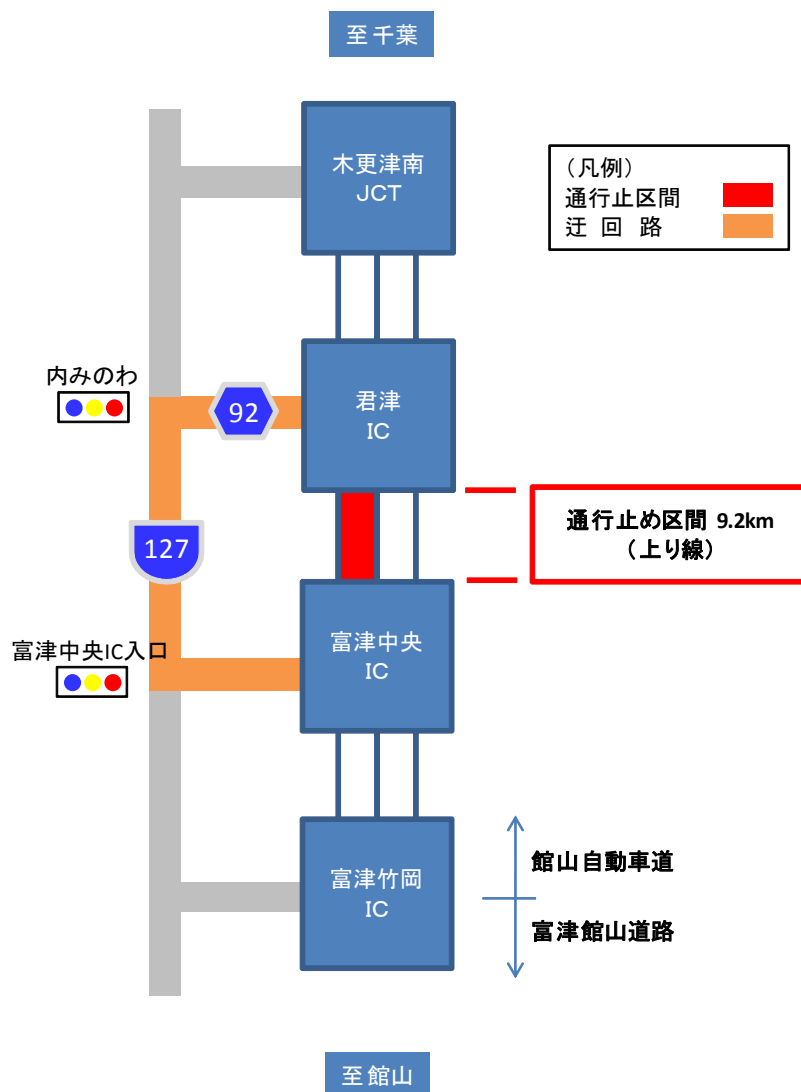 至千葉
木更津南
JCT
（凡例）
通行止区間
迂 回 路
内みのわ
92
君津
IC
通行止め区間 9.2km
（上り線）
127
富津中央IC入口
富津中央
IC
富津竹岡
IC
館山自動車道
富津館山道路
至館山